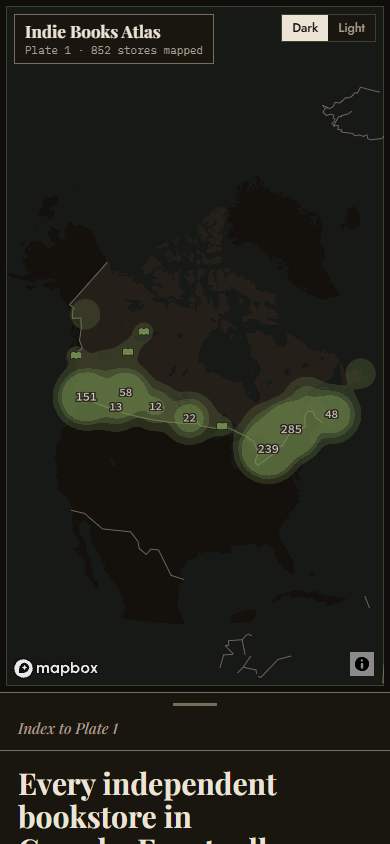 Indie Books Atlas
Plate 1 · 852 stores mapped
Dark
Light
151
58
13
12
22
285
48
239
mapbox
Index to Plate 1
Every independent
bookstore in